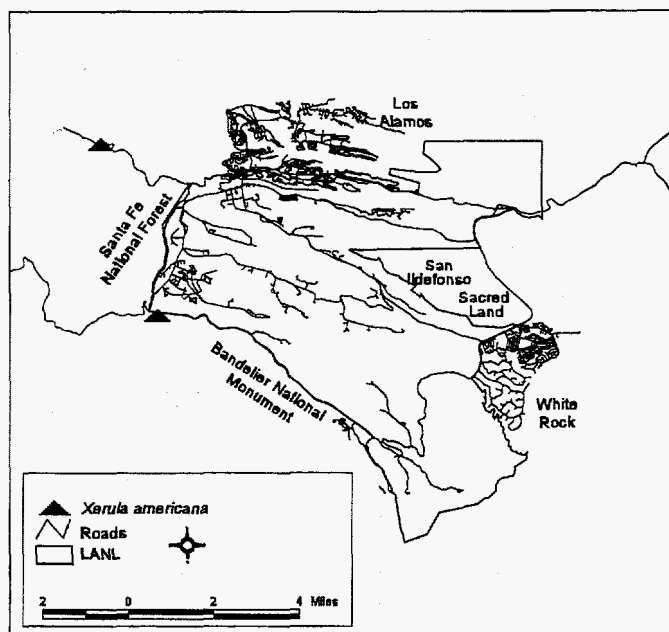 Los
Alamos
Santa Fe
National Forest
San
Ildefonso
Sacred
Land
Bandelier National
Monument
White
Rock
Xerula americana
Roads
LANL
2 0 2 4 Miles